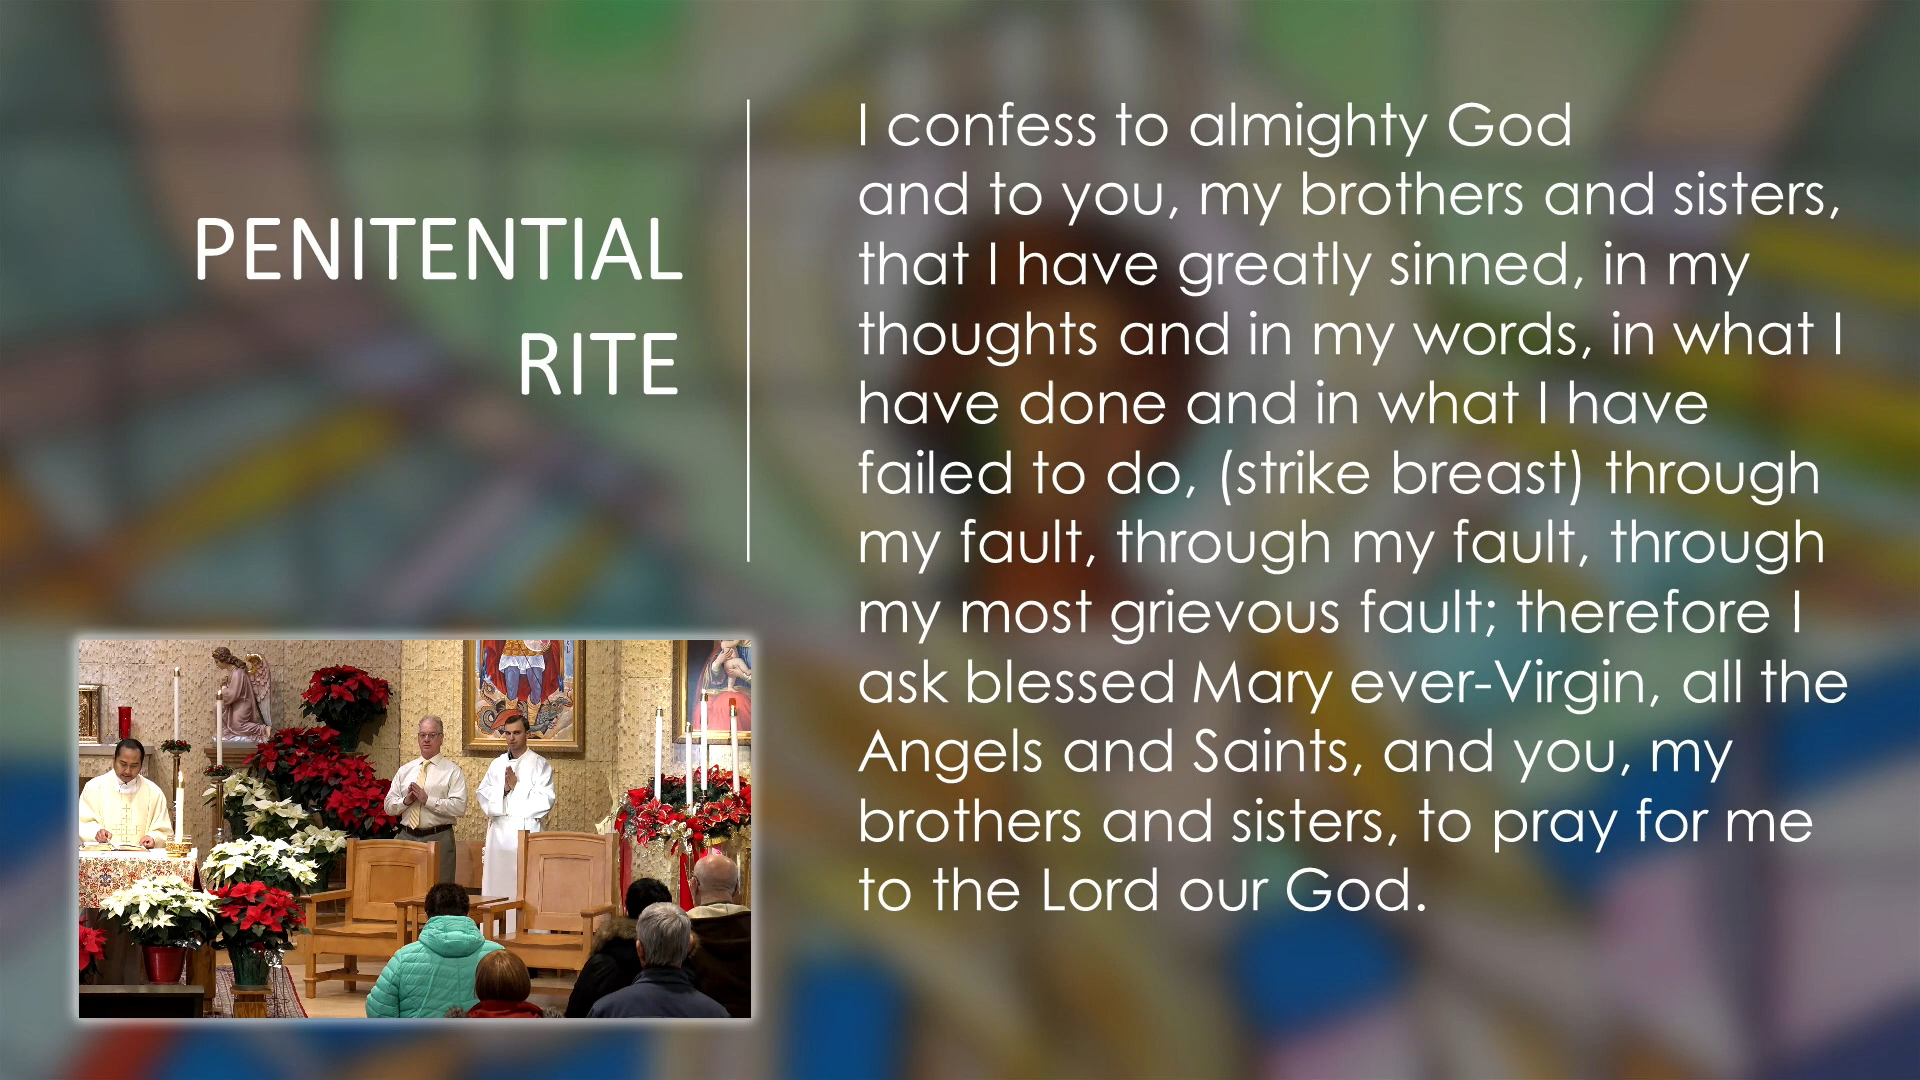 PENITENTIAL
RITE
I confess to almighty God
and to you, my brothers and sisters,
that I have greatly sinned, in my
thoughts and in my words, in what I
have done and in what I have
failed to do, (strike breast) through
my fault, through my fault, through
my most grievous fault; therefore I
ask blessed Mary ever-Virgin, all the
Angels and Saints, and you, my
brothers and sisters, to pray for me
to the Lord our God.